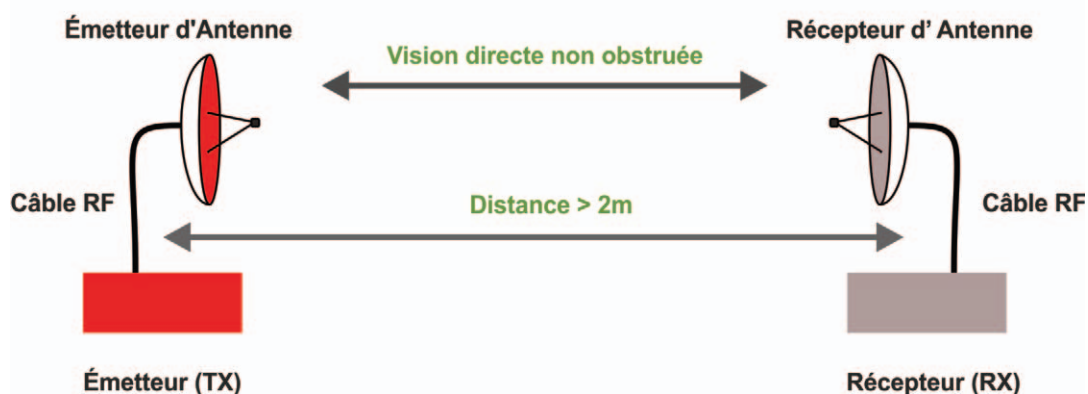 Émetteur d'Antenne
Récepteur d' Antenne
Vision directe non obstruée
Câble RF
Distance > 2m
Câble RF
Émetteur (TX)
Récepteur (RX)